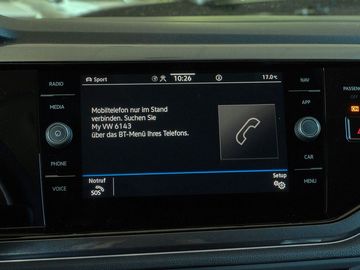 RADIO
MEDIA
PHONE
VOICE
Sport
10:26
17.0
Mobiltelefon nur im Stand
verbinden. Suchen Sie
My VW 6143
über das BT-Menü Ihres Telefons.
Notruf
SOS
Setup
NAV
APP
CAR
MENU
PASSEN